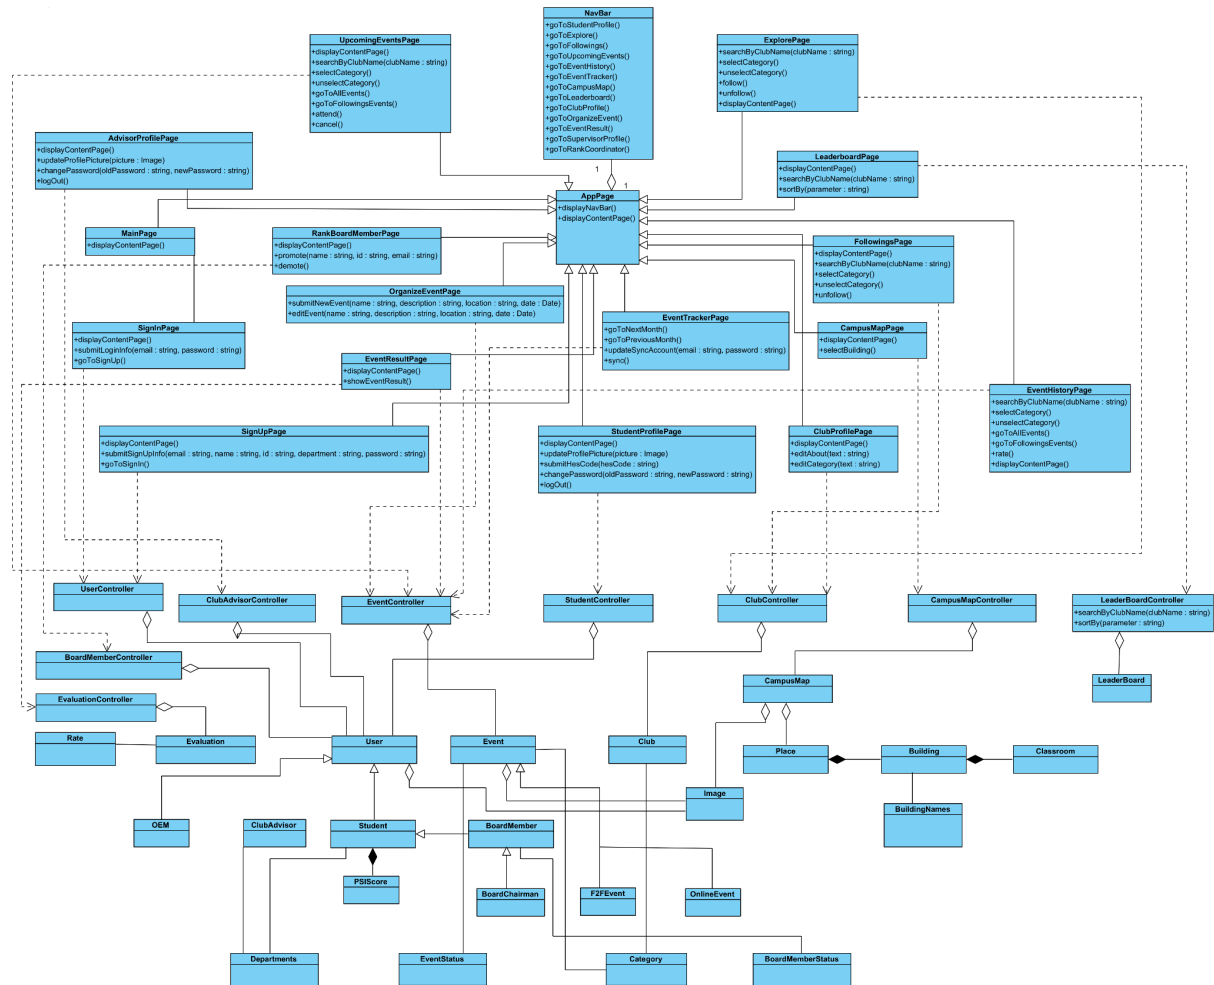 NavBar
+goToStudentProfile()
+goToExplore()
+goToFollowings()
+goToUpcomingEvents()
+goToEventHistory()
+goToEventTracker()
+goToCampusMap()
+goToLeaderboard()
+goToClubProfile()
+goToOrganizeEvent()
+goToEventResult()
+goToSupervisorProfile()
+goToRankCoordinator()
UpcomingEventsPage
+displayContentPage()
+searchByClubName(clubName : string)
+selectCategory()
+unselectCategory()
+goToAllEvents()
+goToFollowingsEvents()
+attend()
+cancel()
ExplorePage
+searchByClubName(clubName : string)
+selectCategory()
+unselectCategory()
+follow()
+unfollow()
+displayContentPage()
AdvisorProfilePage
+displayContentPage()
+updateProfilePicture(picture : Image)
+changePassword(oldPassword : string, newPassword : string)
+logOut()
LeaderboardPage
+displayContentPage()
+searchByClubName(clubName : string)
+sortBy(parameter : string)
1
1
AppPage
+displayNavBar()
+displayContentPage()
MainPage
+displayContentPage()
RankBoardMemberPage
+displayContentPage()
+promote(name : string, id : string, email : string)
+demote()
FollowingsPage
+displayContentPage()
+searchByClubName(clubName : string)
+selectCategory()
+unselectCategory()
+unfollow()
OrganizeEventPage
+submitNewEvent(name : string, description : string, location : string, date : Date)
+editEvent(name : string, description : string, location : string, date : Date)
EventTrackerPage
+goToNextMonth()
+goToPreviousMonth()
+updateSyncAccount(email : string, password : string)
+sync()
SignInPage
+displayContentPage()
+submitLoginInfo(email : string, password : string)
+goToSignUp()
CampusMapPage
+displayContentPage()
+selectBuilding()
EventResultPage
+displayContentPage()
+showEventResult()
EventHistoryPage
+searchByClubName(clubName : string)
+selectCategory()
+unselectCategory()
+goToAllEvents()
+goToFollowingsEvents()
+rate()
+displayContentPage()
SignUpPage
+displayContentPage()
+submitSignUpInfo(email : string, name : string, id : string, department : string, password : string)
+goToSignIn()
StudentProfilePage
+displayContentPage()
+updateProfilePicture(picture : Image)
+submitHesCode(hesCode : string)
+changePassword(oldPassword : string, newPassword : string)
+logOut()
ClubProfilePage
+displayContentPage()
+editAbout(text : string)
+editCategory(text : string)
UserController
ClubAdvisorController
EventController
StudentController
ClubController
CampusMapController
LeaderBoardController
+searchByClubName(clubName : string)
+sortBy(parameter : string)
BoardMemberController
CampusMap
LeaderBoard
EvaluationController
Rate
Evaluation
User
Event
Club
Place
Building
Classroom
Image
BuildingNames
OEM
ClubAdvisor
Student
BoardMember
PSIScore
BoardChairman
F2FEvent
OnlineEvent
Departments
EventStatus
Category
BoardMemberStatus